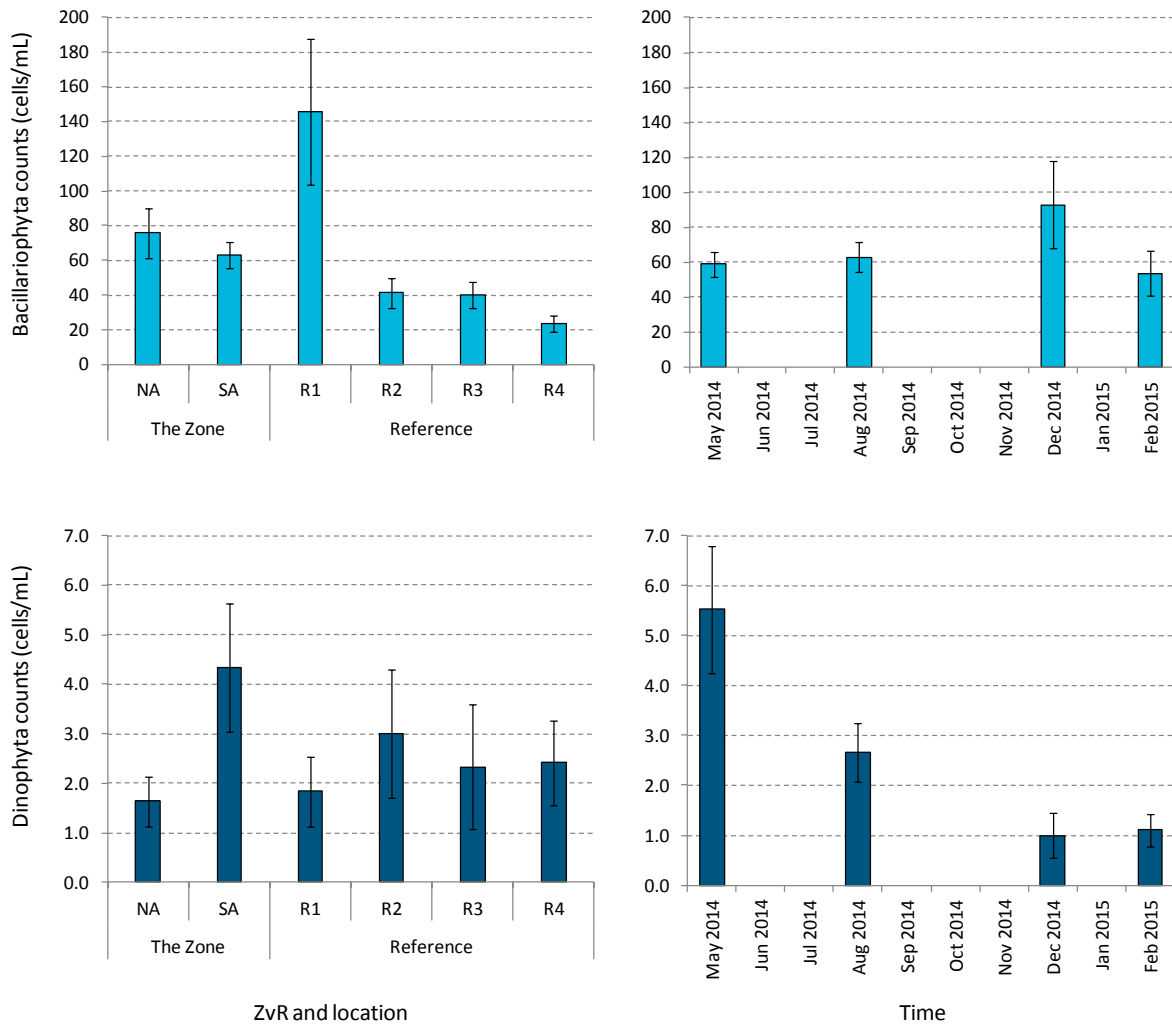 Bacillariophyta counts (cells/mL)
200
180
160
140
120
100
80
60
40
20
0
NA SA R1 R2 R3 R4
The Zone Reference
200
180
160
140
120
100
80
60
40
20
0
May 2014
Jun 2014
Jul 2014
Aug 2014
Sep 2014
Oct 2014
Nov 2014
Dec 2014
Jan 2015
Feb 2015
Dinophyta counts (cells/mL)
7.0
6.0
5.0
4.0
3.0
2.0
1.0
0.0
NA SA R1 R2 R3 R4
The Zone Reference
ZvR and location
7.0
6.0
5.0
4.0
3.0
2.0
1.0
0.0
May 2014
Jun 2014
Jul 2014
Aug 2014
Sep 2014
Oct 2014
Nov 2014
Dec 2014
Jan 2015
Feb 2015
Time